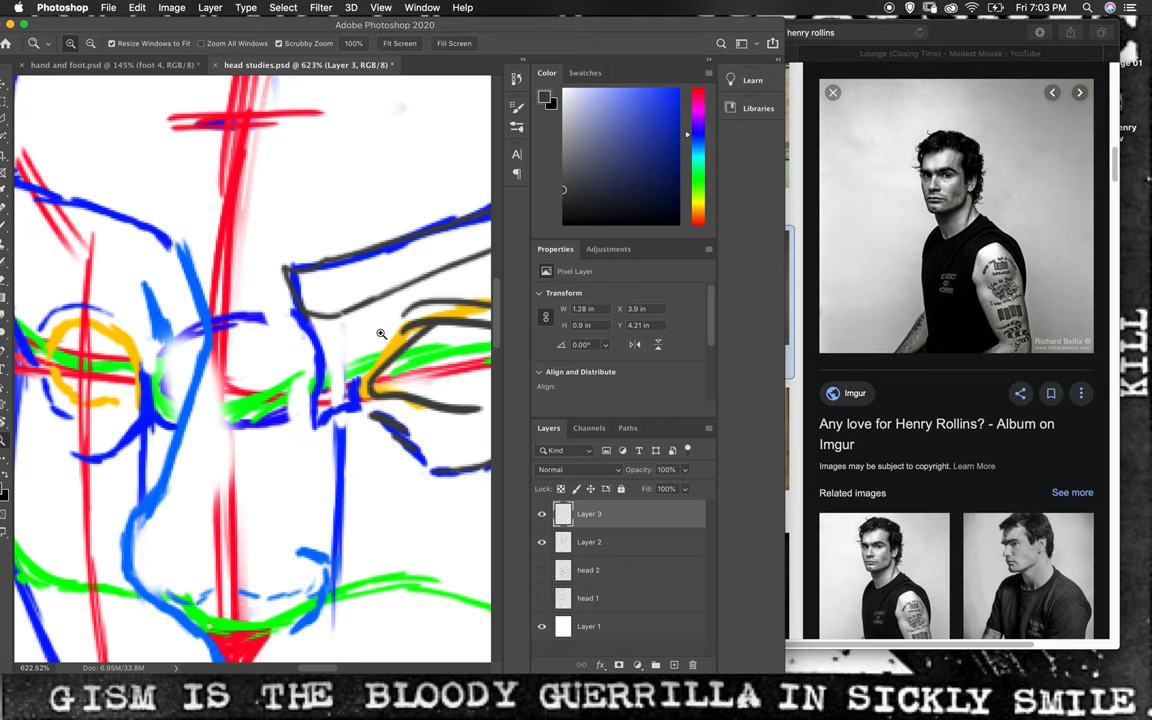 Photoshop File Edit Image Layer Type Select Filter 3D View Window Help Fri 7:03 PM
Adobe Photoshop 2020
henry rollins
Resize Windows to Fit Zoom All Windows Scrubby Zoom 100% Fit Screen Fill Screen
Lounge (Closing Time) - Modest Mouse - YouTube
hand and foot.psd @ 145% (foot 4, RGB/8) *
head studies.psd @ 623% (Layer 3, RGB/8) *
Color Swatches
Learn
Libraries
Properties Adjustments
Pixel Layer
Transform
W 1.28 in X 3.9 in
H 0.9 in Y 4.21 in
0.00°
Align and Distribute
Align:
Layers Channels Paths
Kind
Normal Opacity: 100%
Lock: Fill: 100%
Layer 3
Layer 2
head 2
head 1
Layer 1
622.52% Doc: 6.95M/33.8M
Richard Bellia
Imgur
Any love for Henry Rollins? - Album on
Imgur
Images may be subject to copyright. Learn More
Related images See more
KILL
GISM IS THE BLOODY GUERRILLA IN SICKLY SMILE.